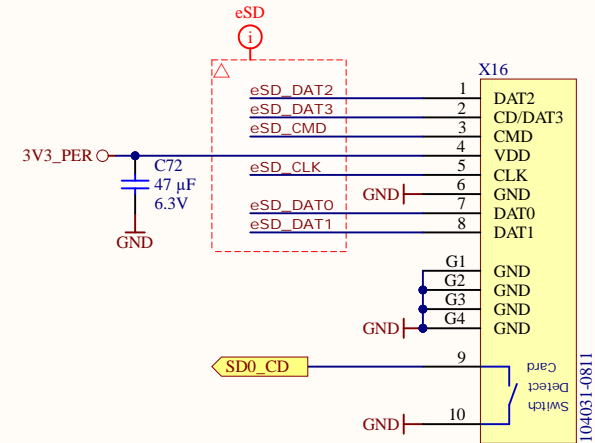 eSD
i
X16
eSD_DAT2 1 DAT2
eSD_DAT3 2 CD/DAT3
eSD_CMD 3 CMD
3V3_PER 4 VDD
C72
47 µF
6.3V
GND
eSD_CLK 5 CLK
GND 6 GND
eSD_DAT0 7 DAT0
eSD_DAT1 8 DAT1
G1 GND
G2 GND
G3 GND
GND G4 GND
SD0_CD 9
Card
Detect
Switch
GND 10
104031-0811